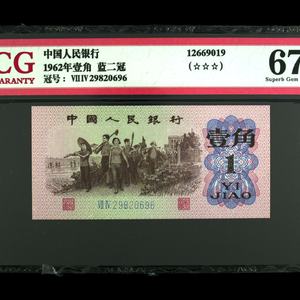 CG
ARANTY
中国人民银行
1962年壹角 蓝二冠
冠号: VII IV 29820696
12669019
(☆☆☆)
67
Superb Gem
中国人民银行
壹角
1
YI
JIAO
VII IV 29820696